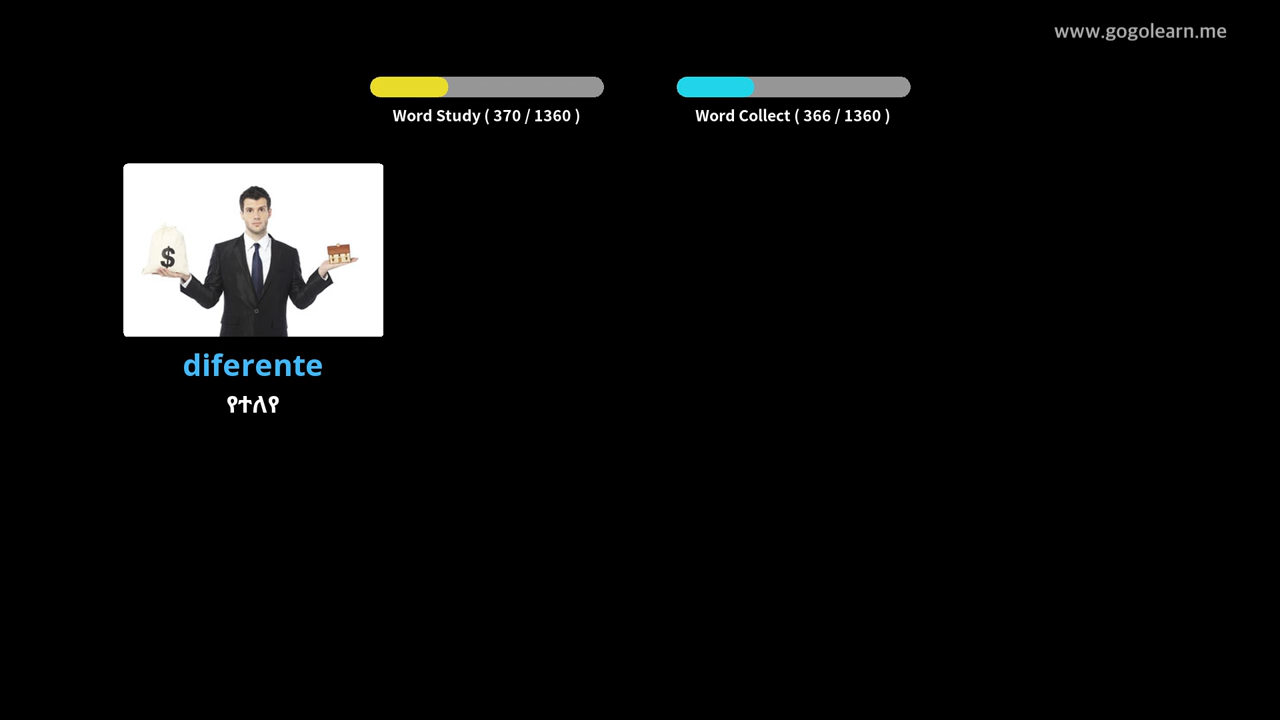 www.gogolearn.me
Word Study ( 370 / 1360 )
Word Collect ( 366 / 1360 )
$
diferente
የተለየ